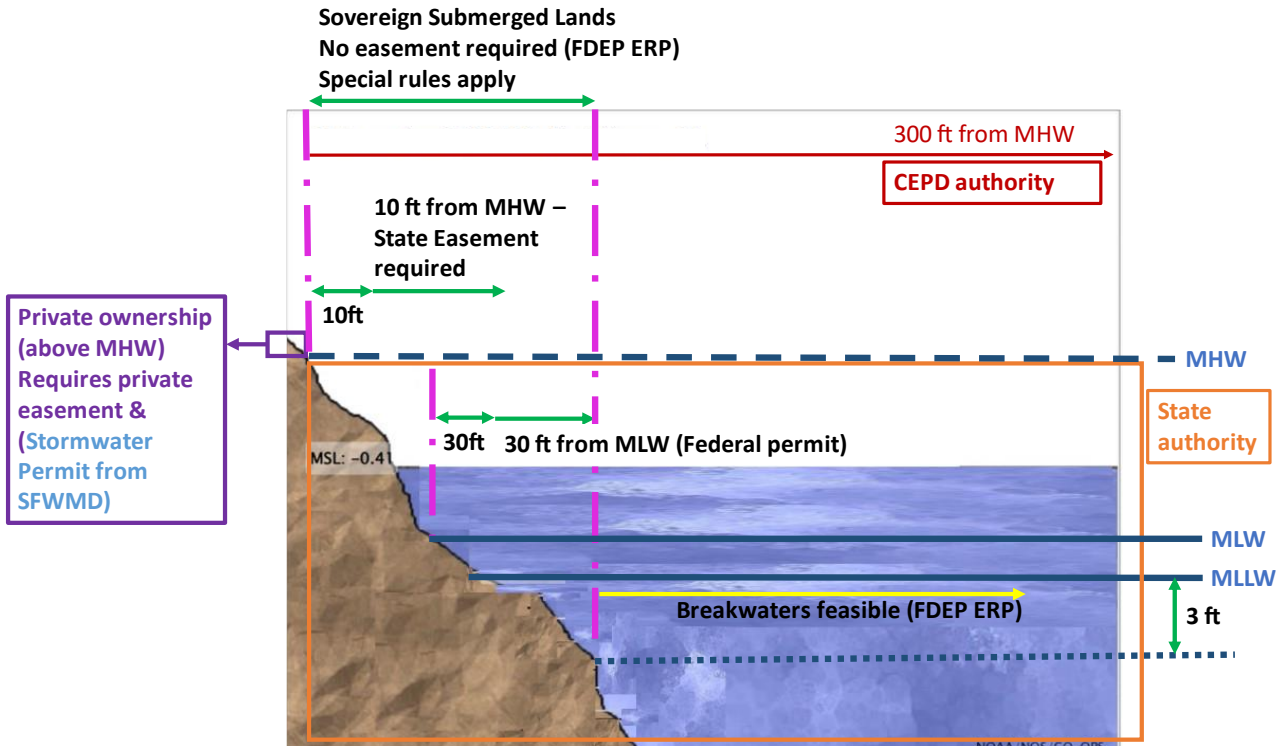 Sovereign Submerged Lands
No easement required (FDEP ERP)
Special rules apply
300 ft from MHW
CEPD authority
10 ft from MHW –
State Easement
required
10ft
Private ownership
(above MHW)
Requires private
easement &
(Stormwater
Permit from
SFWMD)
MHW
State
authority
30ft
30 ft from MLW (Federal permit)
MSL: -0.41
MLW
MLLW
Breakwaters feasible (FDEP ERP)
3 ft